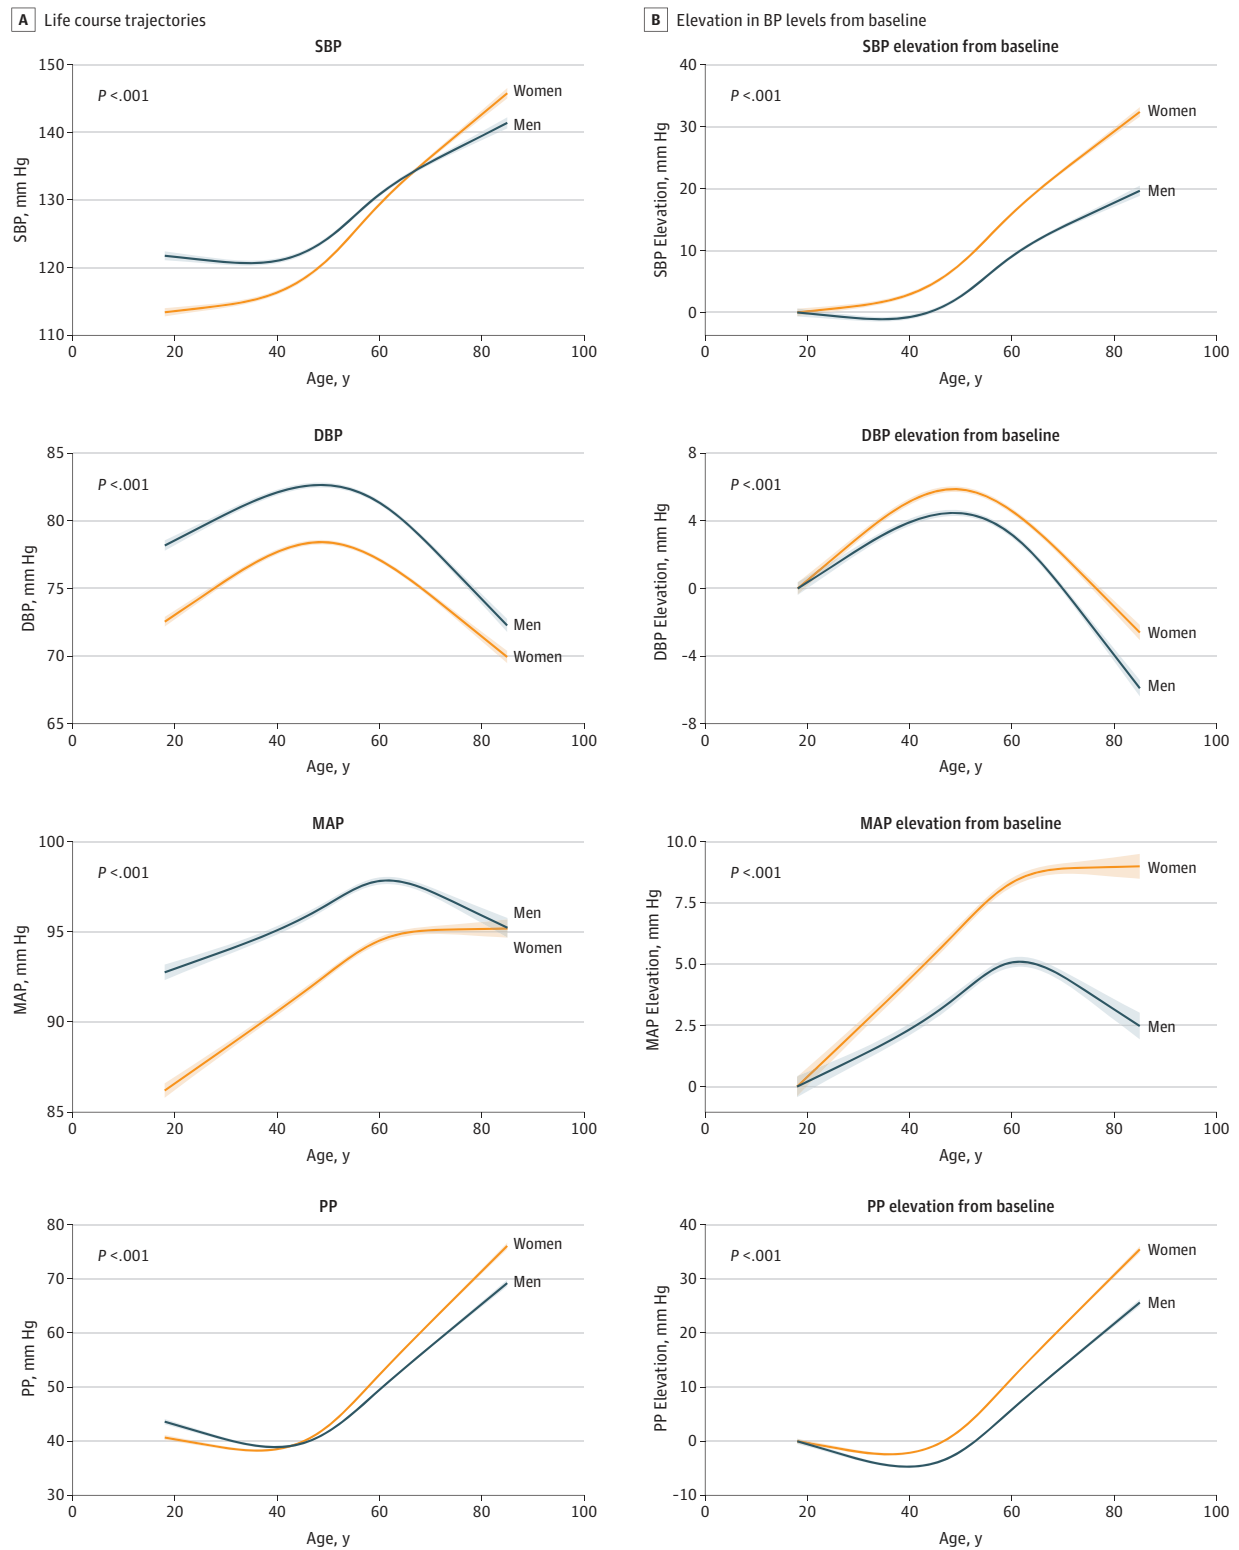 A Life course trajectories
SBP
150
140
130
120
110
SBP, mm Hg
P <.001
Women
Men
0 20 40 60 80 100
Age, y
DBP
85
80
75
70
65
DBP, mm Hg
P <.001
Men
Women
0 20 40 60 80 100
Age, y
MAP
100
95
90
85
MAP, mm Hg
P <.001
Men
Women
0 20 40 60 80 100
Age, y
PP
80
70
60
50
40
30
PP, mm Hg
P <.001
Women
Men
0 20 40 60 80 100
Age, y
B Elevation in BP levels from baseline
SBP elevation from baseline
40
30
20
10
0
SBP Elevation, mm Hg
P <.001
Women
Men
0 20 40 60 80 100
Age, y
DBP elevation from baseline
8
4
0
-4
-8
DBP Elevation, mm Hg
P <.001
Women
Men
0 20 40 60 80 100
Age, y
MAP elevation from baseline
10.0
7.5
5.0
2.5
0
MAP Elevation, mm Hg
P <.001
Women
Men
0 20 40 60 80 100
Age, y
PP elevation from baseline
40
30
20
10
0
-10
PP Elevation, mm Hg
P <.001
Women
Men
0 20 40 60 80 100
Age, y